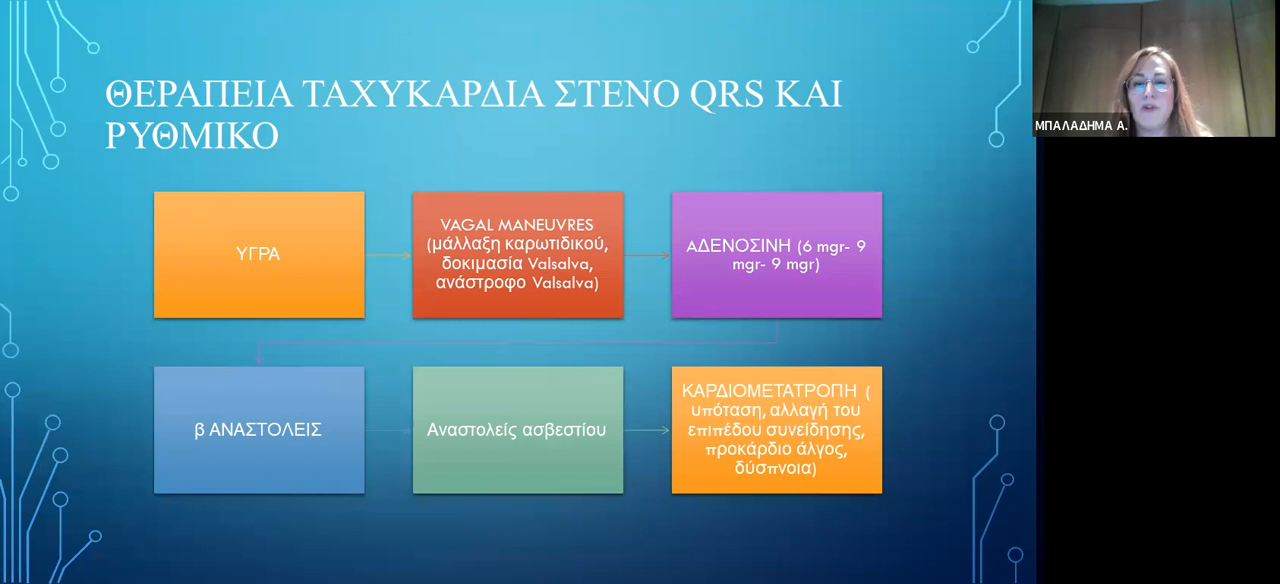 ΘΕΡΑΠΕΙΑ ΤΑΧΥΚΑΡΔΙΑ ΣΤΕΝΟ QRS ΚΑΙ
ΡΥΘΜΙΚΟ
ΥΓΡΑ
VAGAL MANEUVRES
(μάλλαξη καρωτιδικού,
δοκιμασία Valsalva,
ανάστροφο Valsalva)
ΑΔΕΝΟΣΙΝΗ (6 mgr- 9
mgr- 9 mgr)
β ΑΝΑΣΤΟΛΕΙΣ
Αναστολείς ασβεστίου
ΚΑΡΔΙΟΜΕΤΑΤΡΟΠΗ (
υπόταση, αλλαγή του
επιπέδου συνείδησης,
προκάρδιο άλγος,
δύσπνοια)
ΜΠΑΛΑΔΗΜΑ Α.